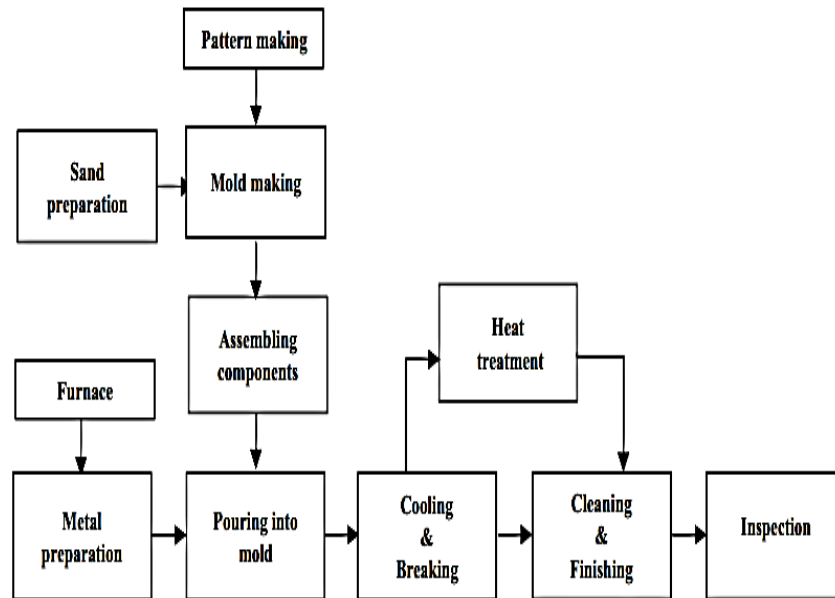 Pattern making
Sand
preparation
Mold making
Assembling
components
Heat
treatment
Furnace
Metal
preparation
Pouring into
mold
Cooling
&
Breaking
Cleaning
&
Finishing
Inspection